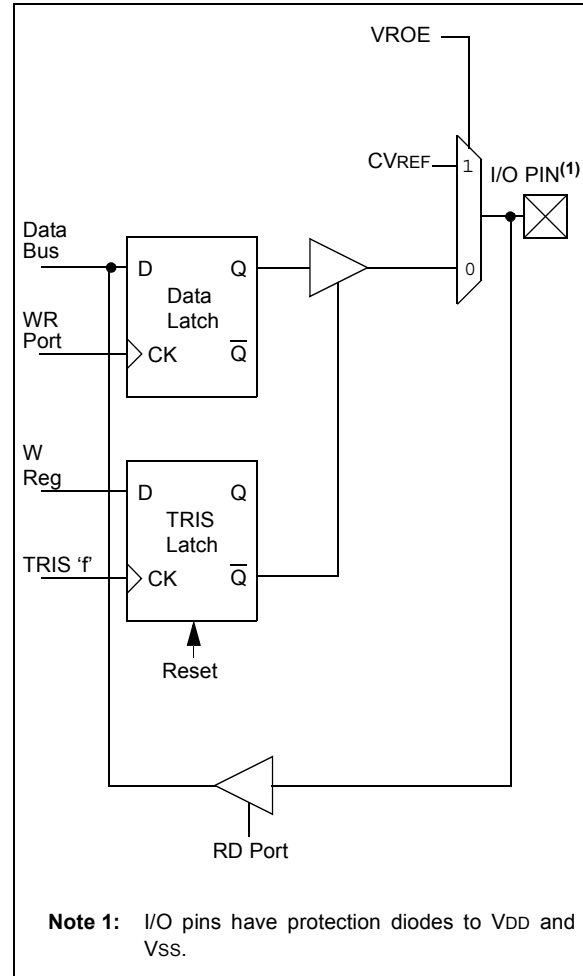 VROE
CVREF
1
I/O PIN(1)
Data
Bus
D
Q
0
Data
Latch
WR
Port
CK
Q
W
Reg
D
Q
TRIS
Latch
TRIS ‘f’
CK
Q
Reset
RD Port
Note 1: I/O pins have protection diodes to VDD and
VSS.